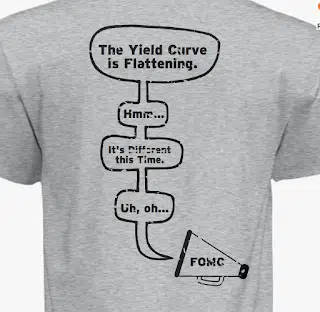 The Yield Curve
is Flattening.
Hmm...
It's Different
this Time.
Uh, oh...
FOMC